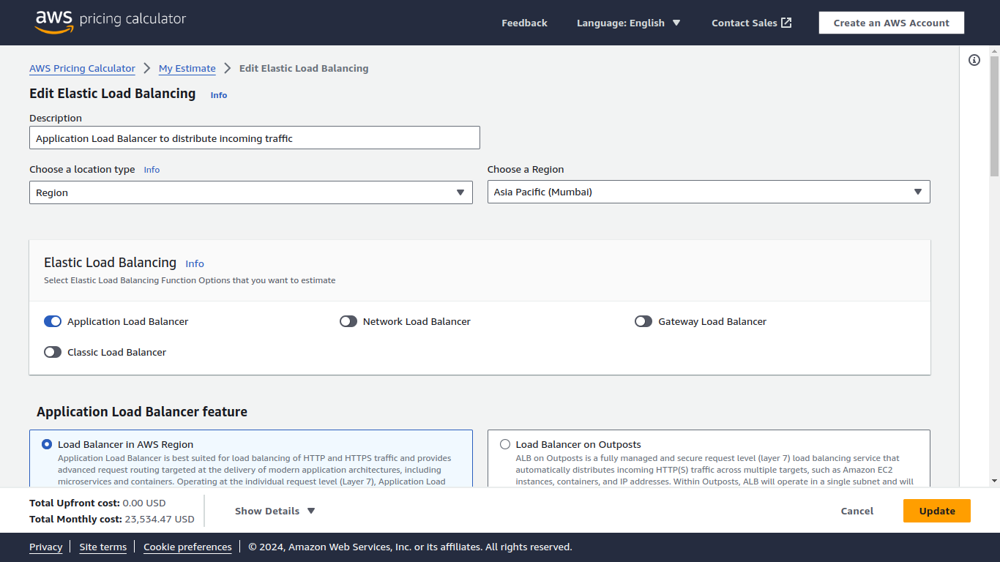 aws pricing calculator
Feedback
Language: English
Contact Sales
Create an AWS Account
AWS Pricing Calculator
My Estimate
Edit Elastic Load Balancing
Edit Elastic Load Balancing
Info
Description
Application Load Balancer to distribute incoming traffic
Choose a location type
Info
Region
Choose a Region
Asia Pacific (Mumbai)
Elastic Load Balancing
Info
Select Elastic Load Balancing Function Options that you want to estimate
Application Load Balancer
Network Load Balancer
Gateway Load Balancer
Classic Load Balancer
Application Load Balancer feature
Load Balancer in AWS Region
Application Load Balancer is best suited for load balancing of HTTP and HTTPS traffic and provides
advanced request routing targeted at the delivery of modern application architectures, including
microservices and containers. Operating at the individual request level (Layer 7), Application Load
Load Balancer on Outposts
ALB on Outposts is a fully managed and secure request level (layer 7) load balancing service that
automatically distributes incoming HTTP(S) traffic across multiple targets, such as Amazon EC2
instances, containers, and IP addresses. Within Outposts, ALB will operate in a single subnet and will
Total Upfront cost: 0.00 USD
Total Monthly cost: 23,534.47 USD
Show Details
Cancel
Update
Privacy
Site terms
Cookie preferences
© 2024, Amazon Web Services, Inc. or its affiliates. All rights reserved.